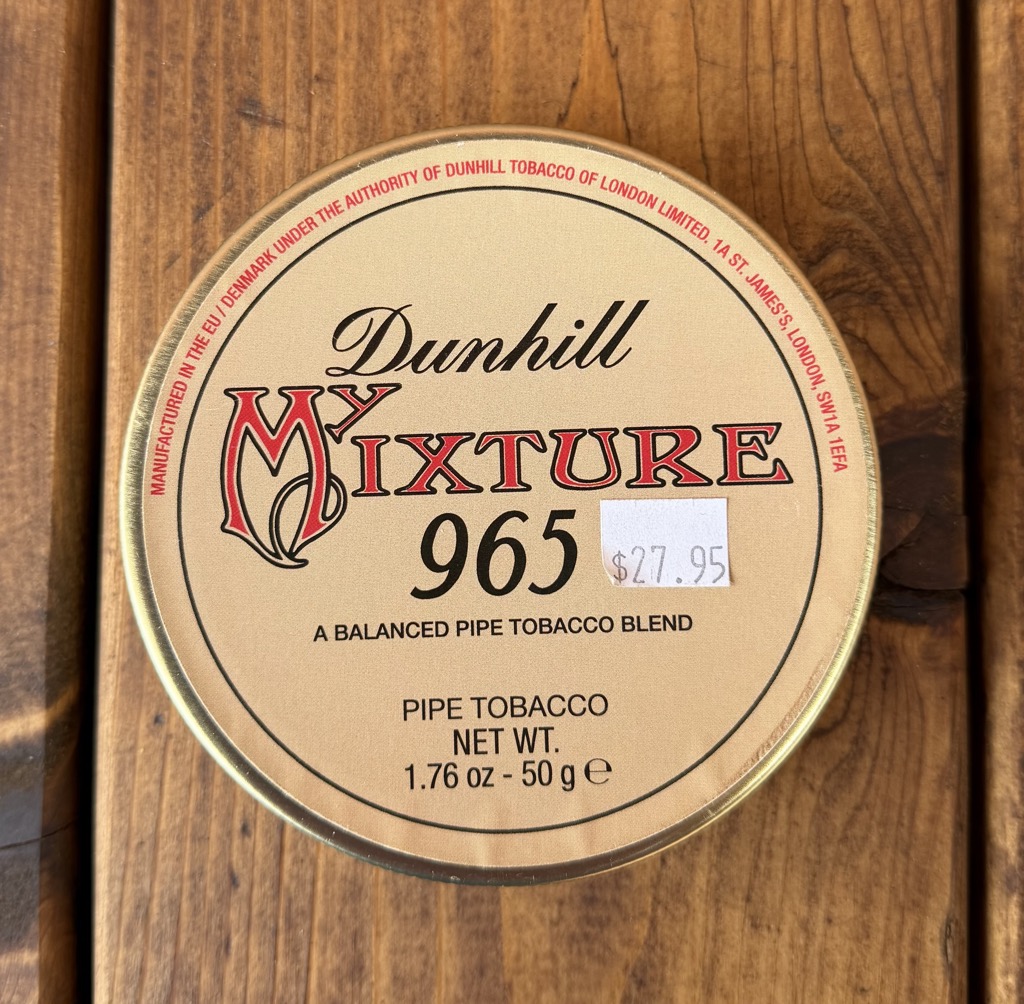 MANUFACTURED IN THE EU / DENMARK UNDER THE AUTHORITY OF DUNHILL TOBACCO OF LONDON LIMITED. 1A ST. JAMES'S, LONDON, SW1A 1EFA
Dunhill
My MIXTURE
965
$27.95
A BALANCED PIPE TOBACCO BLEND
PIPE TOBACCO
NET WT.
1.76 oz - 50 g ℮